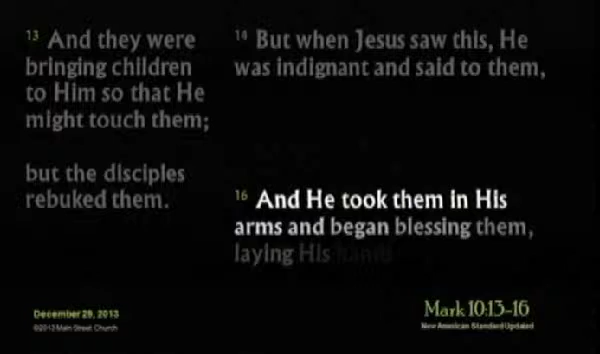 13 And they were
bringing children
to Him so that He
might touch them;
but the disciples
rebuked them.
14 But when Jesus saw this, He
was indignant and said to them,
16 And He took them in His
arms and began blessing them,
laying His hands
December 29, 2013
©2013 Main Street Church
Mark 10:13-16
New American Standard Updated